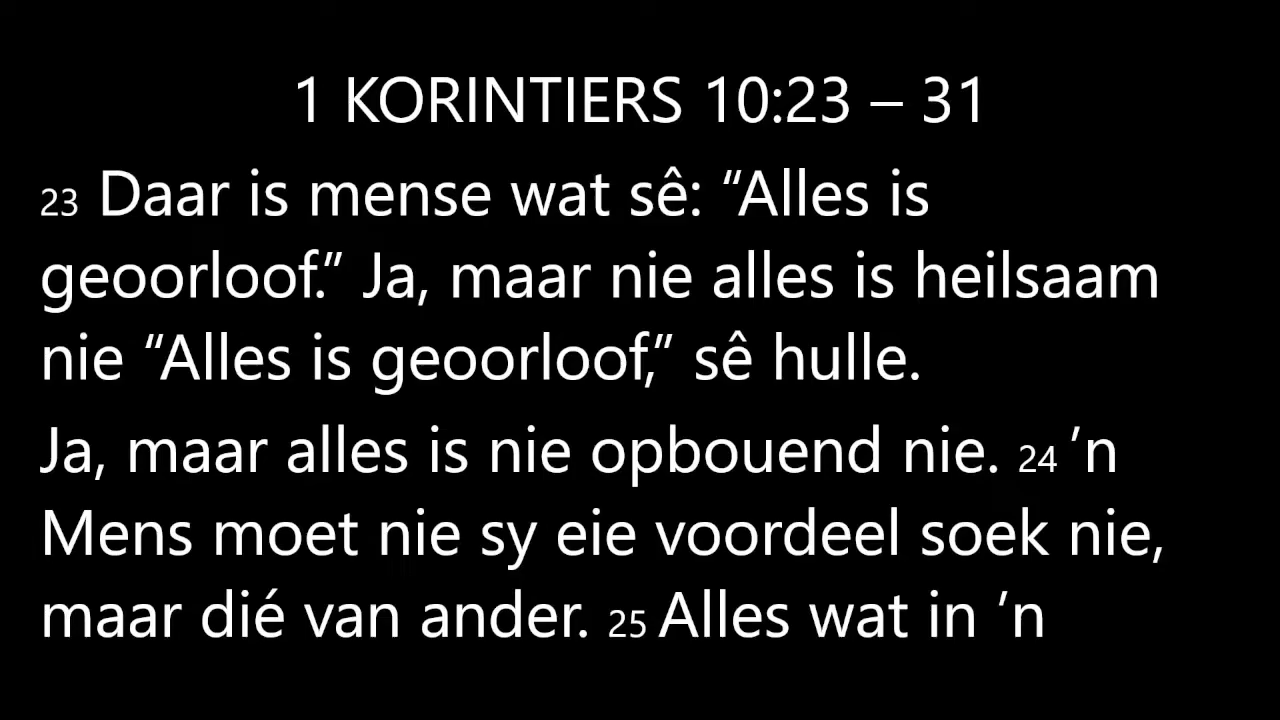 1 KORINTIERS 10:23 – 31
23 Daar is mense wat sê: “Alles is
geoorloof.” Ja, maar nie alles is heilsaam
nie “Alles is geoorloof,” sê hulle.
Ja, maar alles is nie opbouend nie. 24 ’n
Mens moet nie sy eie voordeel soek nie,
maar dié van ander. 25 Alles wat in ’n